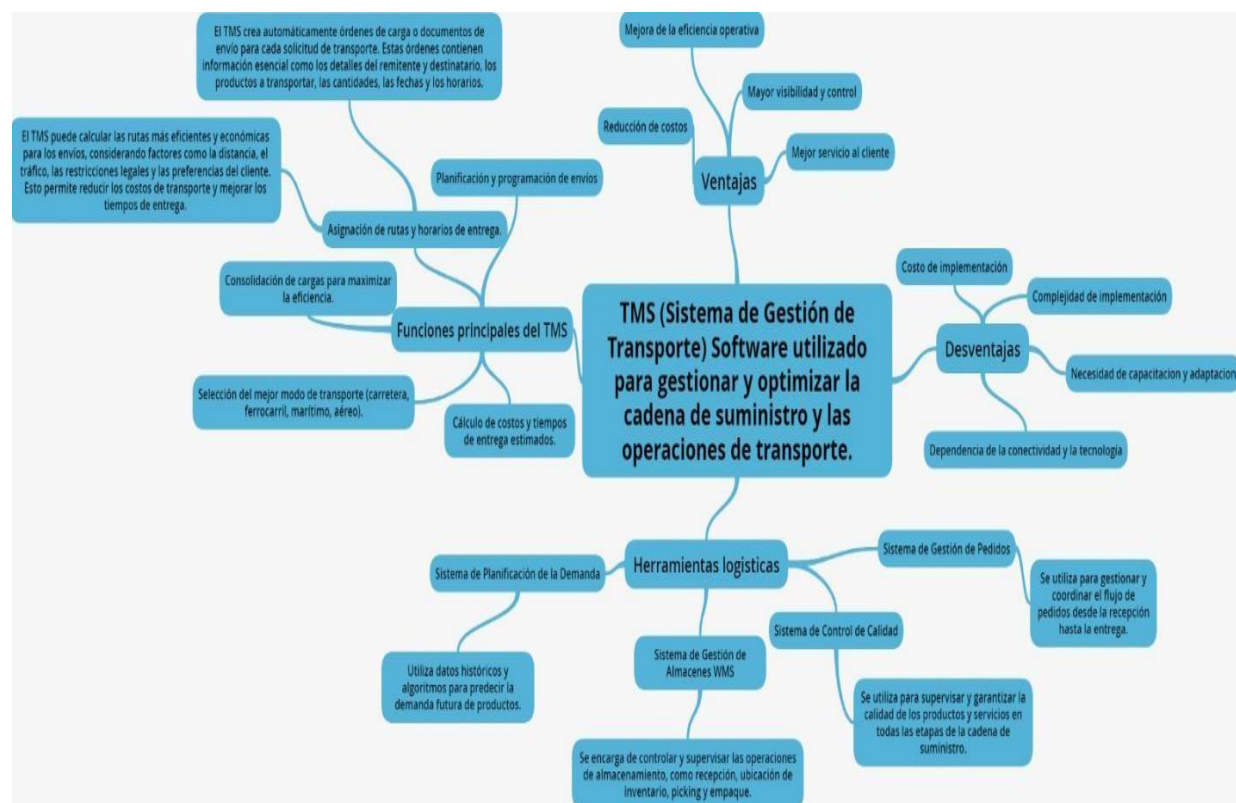 El TMS crea automáticamente órdenes de carga o documentos de
envío para cada solicitud de transporte. Estas órdenes contienen
información esencial como los detalles del remitente y destinatario, los
productos a transportar, las cantidades, las fechas y los horarios.
El TMS puede calcular las rutas más eficientes y económicas
para los envíos, considerando factores como la distancia, el
tráfico, las restricciones legales y las preferencias del cliente.
Esto permite reducir los costos de transporte y mejorar los
tiempos de entrega.
Planificación y programación de envíos
Asignación de rutas y horarios de entrega.
Consolidación de cargas para maximizar
la eficiencia.
Funciones principales del TMS
Selección del mejor modo de transporte (carretera,
ferrocarril, marítimo, aéreo).
Cálculo de costos y tiempos
de entrega estimados.
Mejora de la eficiencia operativa
Mayor visibilidad y control
Reducción de costos
Mejor servicio al cliente
Ventajas
TMS (Sistema de Gestión de
Transporte) Software utilizado
para gestionar y optimizar la
cadena de suministro y las
operaciones de transporte.
Costo de implementación
Complejidad de implementación
Desventajas
Necesidad de capacitacion y adaptacion
Dependencia de la conectividad y la tecnología
Herramientas logísticas
Sistema de Planificación de la Demanda
Utiliza datos históricos y
algoritmos para predecir la
demanda futura de productos.
Sistema de Gestión de
Almacenes WMS
Se encarga de controlar y supervisar las operaciones
de almacenamiento, como recepción, ubicación de
inventario, picking y empaque.
Sistema de Control de Calidad
Se utiliza para supervisar y garantizar la
calidad de los productos y servicios en
todas las etapas de la cadena de
suministro.
Sistema de Gestión de Pedidos
Se utiliza para gestionar y
coordinar el flujo de
pedidos desde la recepción
hasta la entrega.